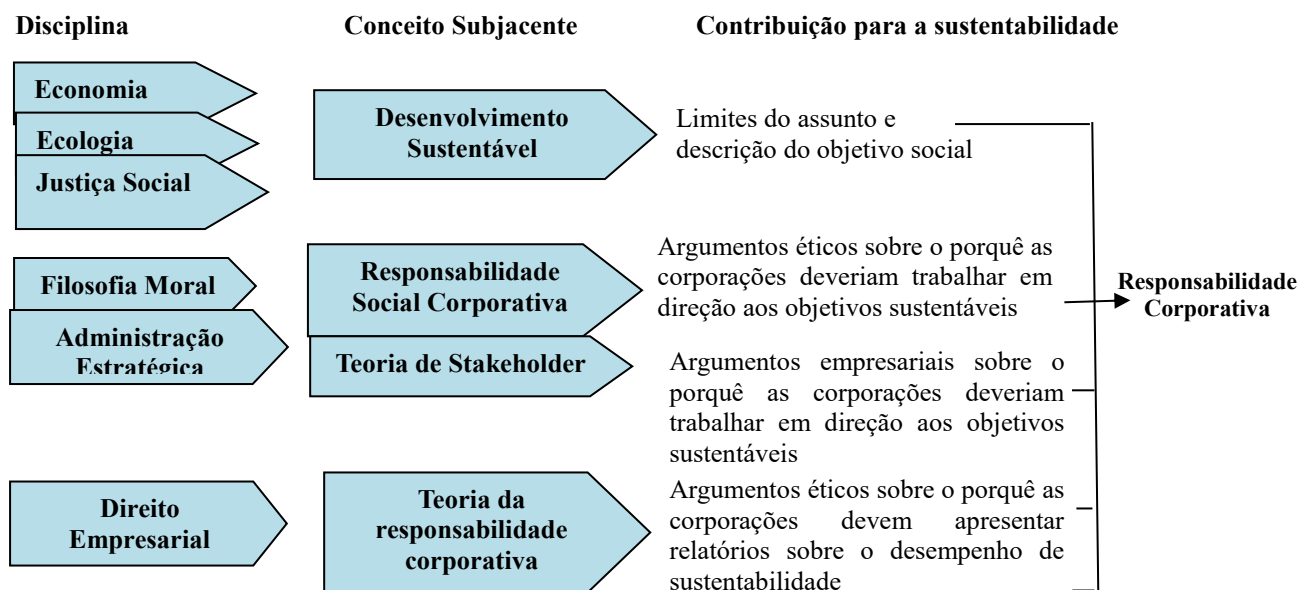 Disciplina
Conceito Subjacente
Contribuição para a sustentabilidade
Economia
Ecologia
Justiça Social
Desenvolvimento
Sustentável
Limites do assunto e
descrição do objetivo social
Filosofia Moral
Administração
Estratégica
Responsabilidade
Social Corporativa
Teoria de Stakeholder
Argumentos éticos sobre o porquê as
corporações deveriam trabalhar em
direção aos objetivos sustentáveis
Argumentos empresariais sobre o
porquê as corporações deveriam
trabalhar em direção aos objetivos
sustentáveis
Responsabilidade
Corporativa
Direito
Empresarial
Teoria da
responsabilidade
corporativa
Argumentos éticos sobre o porquê as
corporações devem apresentar
relatórios sobre o desempenho de
sustentabilidade